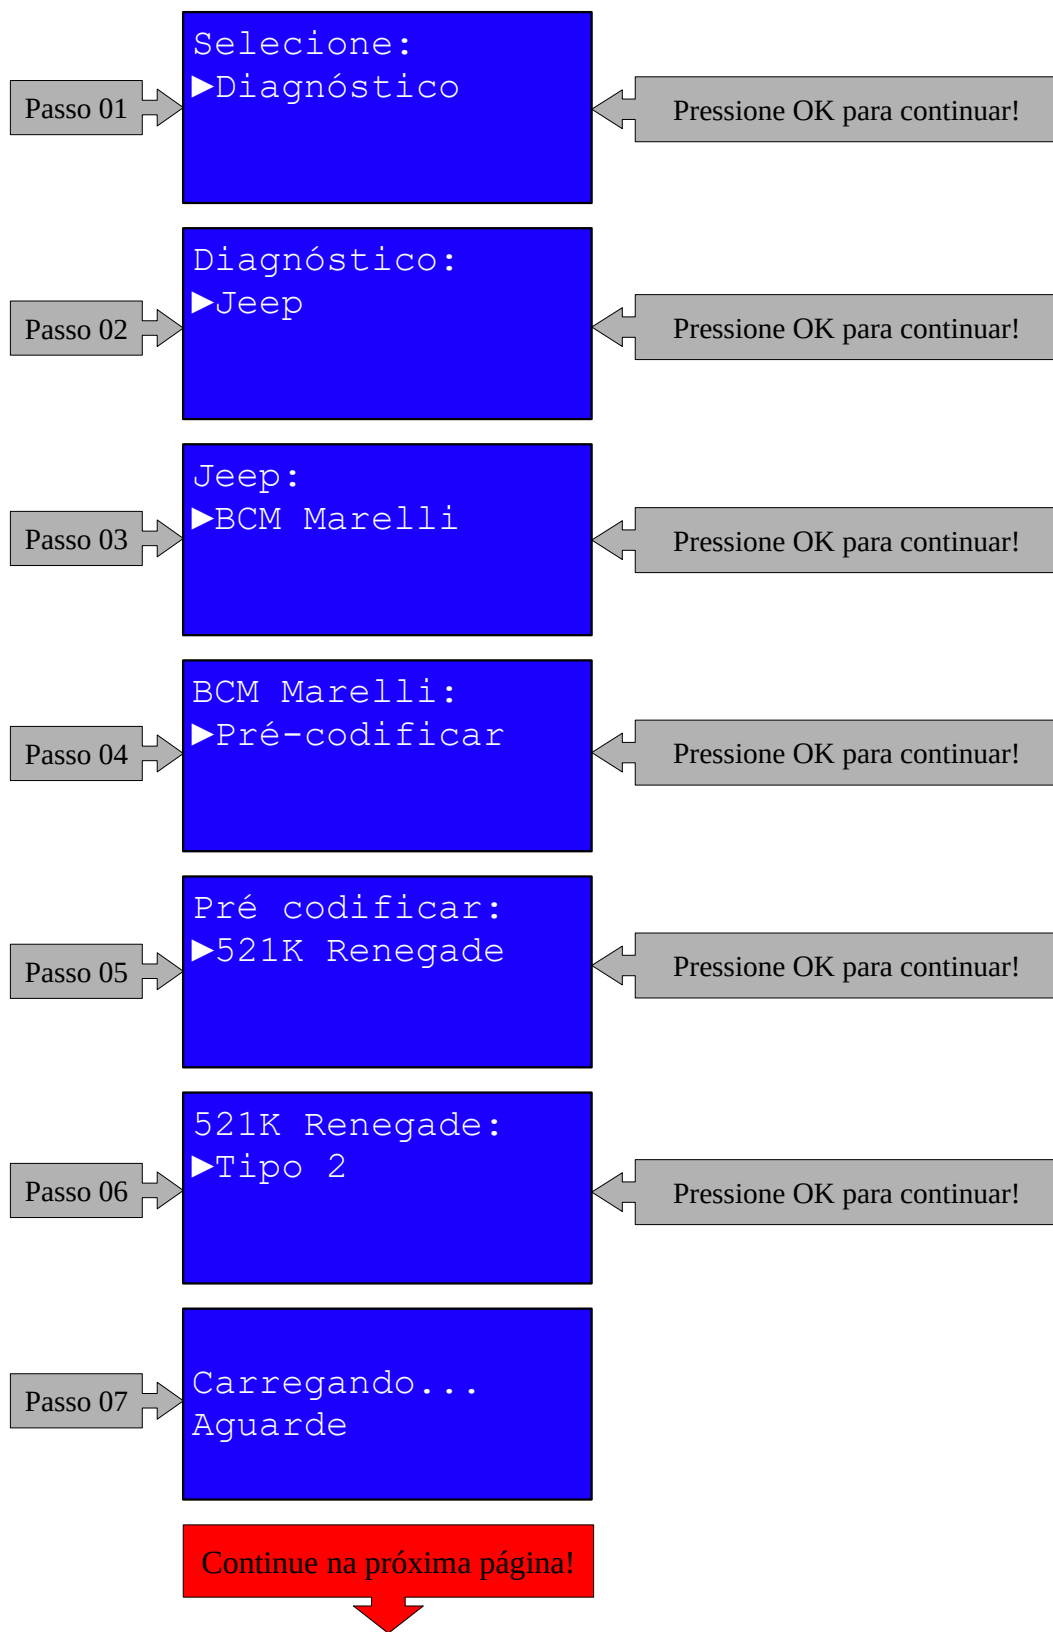 Selecione:
►Diagnóstico
Passo 01
Pressione OK para continuar!
Diagnóstico:
►Jeep
Passo 02
Pressione OK para continuar!
Jeep:
►BCM Marelli
Passo 03
Pressione OK para continuar!
BCM Marelli:
►Pré-codificar
Passo 04
Pressione OK para continuar!
Pré codificar:
►521K Renegade
Passo 05
Pressione OK para continuar!
521K Renegade:
►Tipo 2
Passo 06
Pressione OK para continuar!
Passo 07
Carregando...
Aguarde
Continue na próxima página!